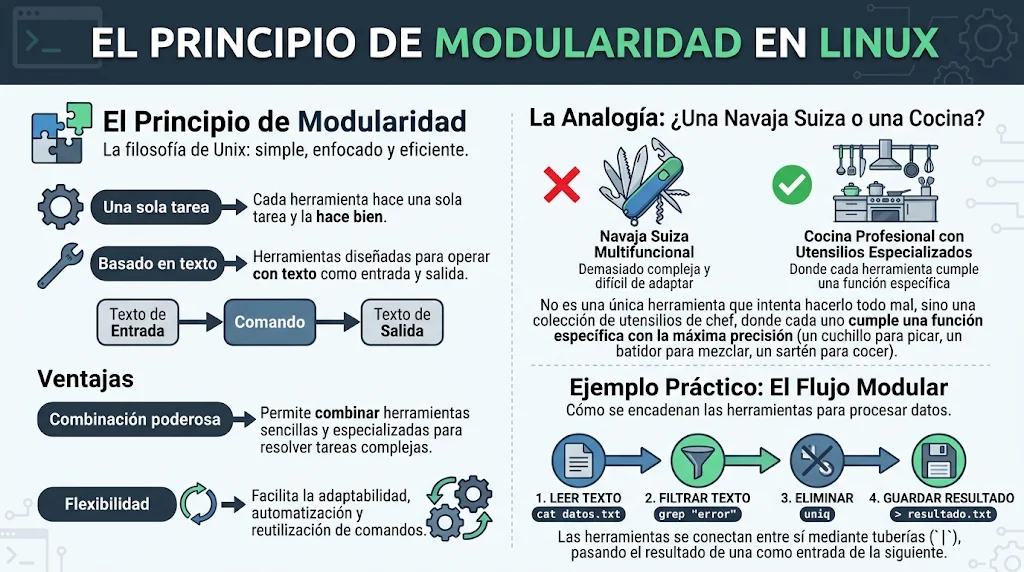 EL PRINCIPIO DE MODULARIDAD EN LINUX
El Principio de Modularidad
La filosofía de Unix: simple, enfocado y eficiente.
Una sola tarea
Cada herramienta hace una sola
tarea y la hace bien.
Basado en texto
Herramientas diseñadas para operar
con texto como entrada y salida.
Texto de
Entrada
Comando
Texto de
Salida
Ventajas
Combinación poderosa
Permite combinar herramientas
sencillas y especializadas para
resolver tareas complejas.
Flexibilidad
Facilita la adaptabilidad,
automatización y
reutilización de comandos.
La Analogía: ¿Una Navaja Suiza o una Cocina?
Navaja Suiza
Multifuncional
Demasiado compleja y
difícil de adaptar
Cocina Profesional con
Utensilios Especializados
Donde cada herramienta cumple
una función específica
No es una única herramienta que intenta hacerlo todo mal, sino una
colección de utensilios de chef, donde cada uno cumple una función
específica con la máxima precisión (un cuchillo para picar, un
batidor para mezclar, un sartén para cocer).
Ejemplo Práctico: El Flujo Modular
Cómo se encadenan las herramientas para procesar datos.
1. LEER TEXTO
cat datos.txt
2. FILTRAR TEXTO
grep "error"
3. ELIMINAR
uniq
4. GUARDAR RESULTADO
> resultado.txt
Las herramientas se conectan entre sí mediante tuberías (`|`),
pasando el resultado de una como entrada de la siguiente.